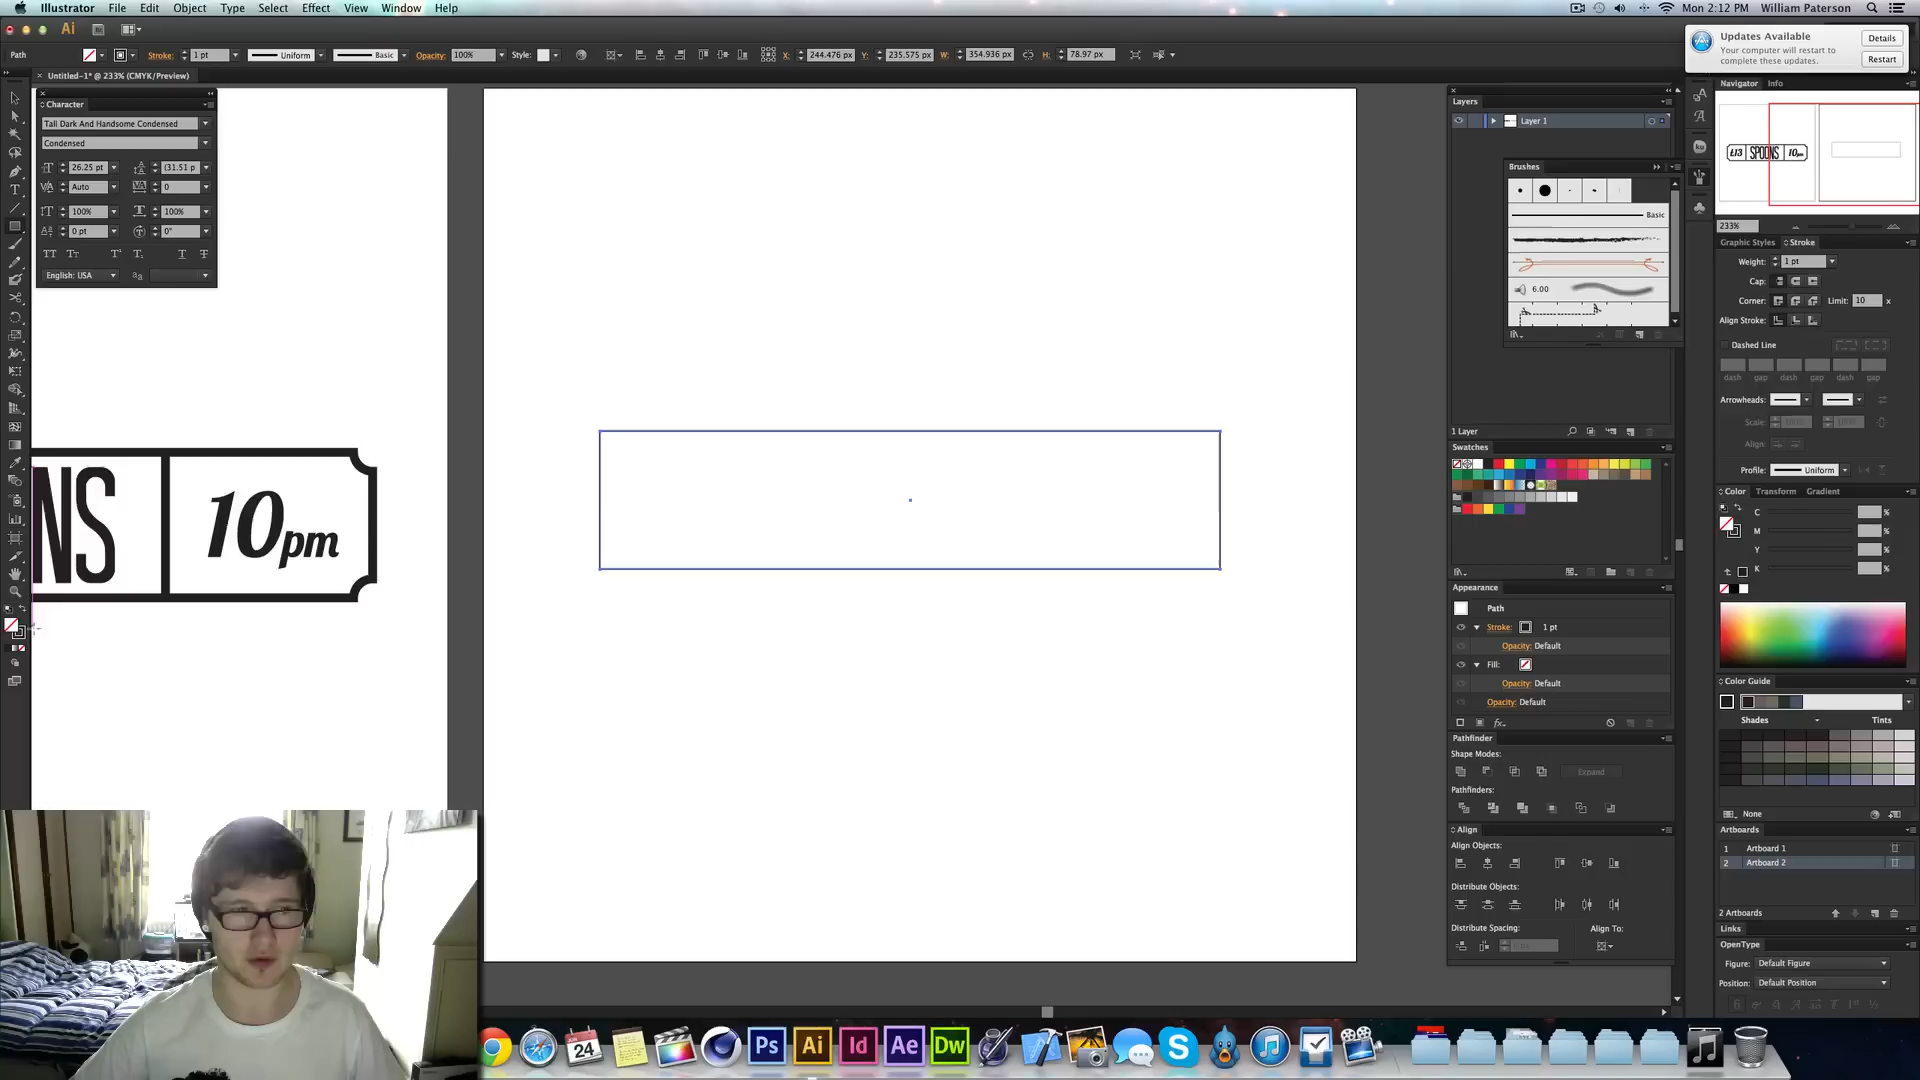 Illustrator File Edit Object Type Select Effect View Window Help
Mon 2:12 PM William Paterson
Ai Br
Updates Available
Your computer will restart to complete these updates.
Details
Restart
Path Stroke: 1 pt Uniform Basic Opacity: 100% Style: X: 244.476 px Y: 235.575 px W: 354.936 px H: 78.97 px
Untitled-1* @ 233% (CMYK/Preview)
Character
Tall Dark And Handsome Condensed
Condensed
26.25 pt (31.51 p
Auto 0
100% 100%
0 pt 0°
English: USA
NS 10pm
Layers
Layer 1
Brushes
Basic
6.00
1 Layer
Swatches
Appearance
Path
Stroke: 1 pt
Opacity: Default
Fill:
Opacity: Default
Opacity: Default
Pathfinder
Shape Modes:
Expand
Pathfinders:
Align
Align Objects:
Distribute Objects:
Distribute Spacing: Align To:
Navigator Info
£13 SPOONS 10pm
233%
Graphic Styles Stroke
Weight: 1 pt
Cap:
Corner: Limit: 10 x
Align Stroke:
Dashed Line
dash gap dash gap dash gap
Arrowheads:
Scale:
Align:
Profile: Uniform
Color Transform Gradient
C %
M %
Y %
K %
Color Guide
Shades Tints
None
Artboards
1 Artboard 1
2 Artboard 2
2 Artboards
Links
OpenType
Figure: Default Figure
Position: Default Position
24 Ps Ai Id Ae Dw